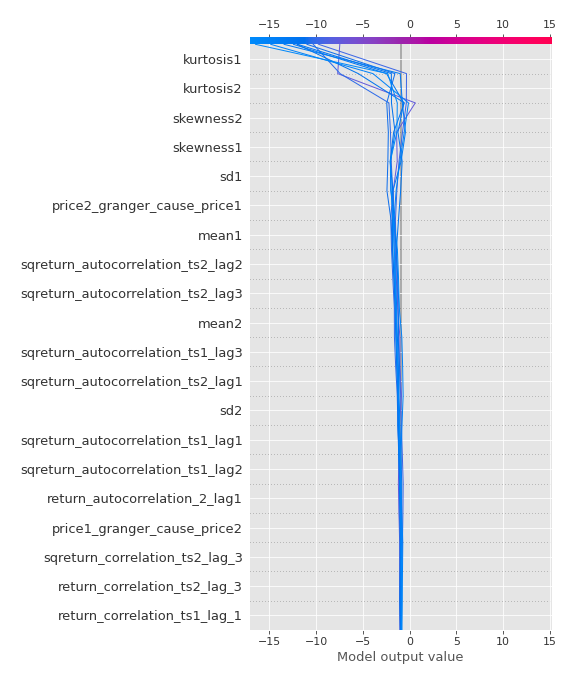 −15 −10 −5 0 5 10 15
kurtosis1
kurtosis2
skewness2
skewness1
sd1
price2_granger_cause_price1
mean1
sqreturn_autocorrelation_ts2_lag2
sqreturn_autocorrelation_ts2_lag3
mean2
sqreturn_autocorrelation_ts1_lag3
sqreturn_autocorrelation_ts2_lag1
sd2
sqreturn_autocorrelation_ts1_lag1
sqreturn_autocorrelation_ts1_lag2
return_autocorrelation_2_lag1
price1_granger_cause_price2
sqreturn_correlation_ts2_lag_3
return_correlation_ts2_lag_3
return_correlation_ts1_lag_1
−15 −10 −5 0 5 10 15
Model output value